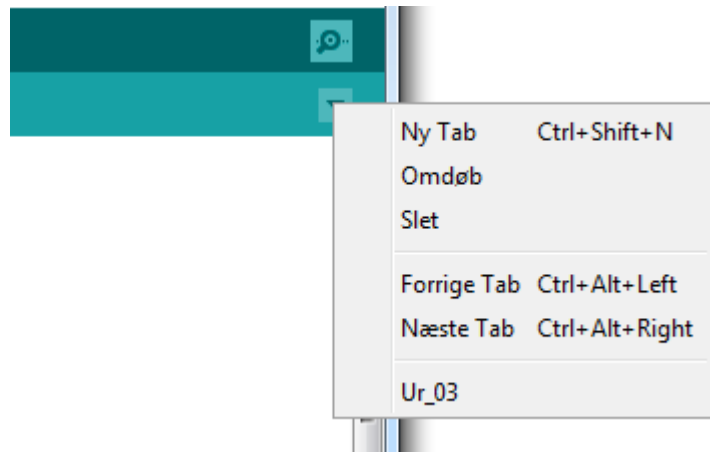 Ny Tab Ctrl+Shift+N
Omdøb
Slet
Forrige Tab Ctrl+Alt+Left
Næste Tab Ctrl+Alt+Right
Ur_03